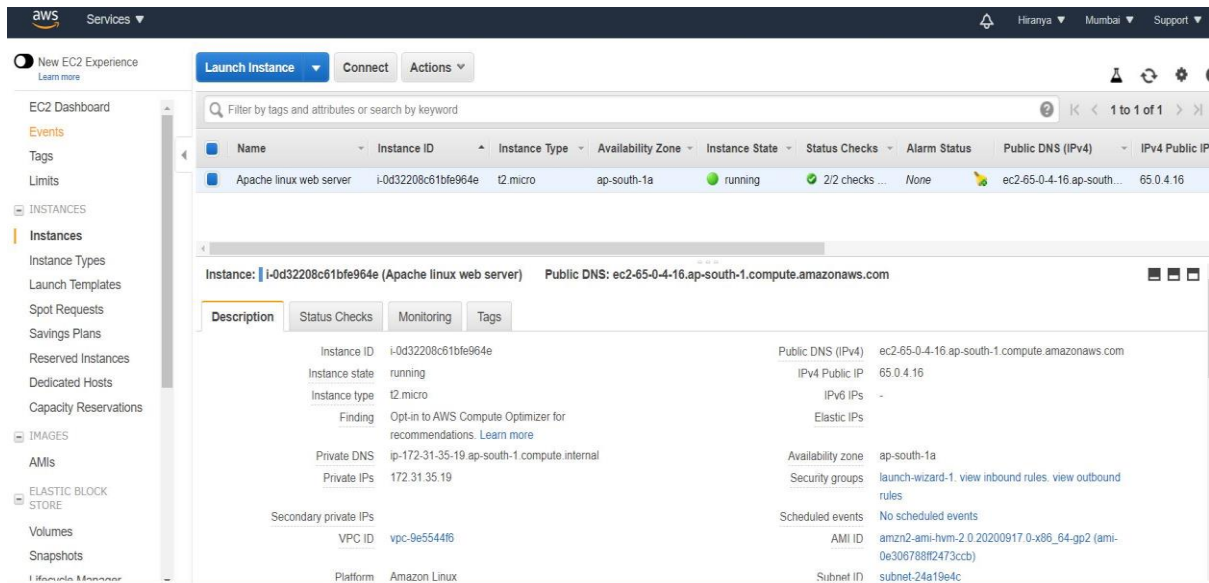 aws Services Hiranya Mumbai Support
New EC2 Experience
Learn more
EC2 Dashboard
Events
Tags
Limits
INSTANCES
Instances
Instance Types
Launch Templates
Spot Requests
Savings Plans
Reserved Instances
Dedicated Hosts
Capacity Reservations
IMAGES
AMIs
ELASTIC BLOCK
STORE
Volumes
Snapshots
Lifecycle Manager
Launch Instance Connect Actions
Filter by tags and attributes or search by keyword 1 to 1 of 1
Name Instance ID Instance Type Availability Zone Instance State Status Checks Alarm Status Public DNS (IPv4) IPv4 Public IP
Apache linux web server i-0d32208c61bfe964e t2.micro ap-south-1a running 2/2 checks ... None ec2-65-0-4-16.ap-south... 65.0.4.16
Instance: i-0d32208c61bfe964e (Apache linux web server) Public DNS: ec2-65-0-4-16.ap-south-1.compute.amazonaws.com
Description Status Checks Monitoring Tags
Instance ID i-0d32208c61bfe964e
Instance state running
Instance type t2.micro
Finding Opt-in to AWS Compute Optimizer for
recommendations. Learn more
Private DNS ip-172-31-35-19.ap-south-1.compute.internal
Private IPs 172.31.35.19
Secondary private IPs
VPC ID vpc-9e5544f6
Platform Amazon Linux
Public DNS (IPv4) ec2-65-0-4-16.ap-south-1.compute.amazonaws.com
IPv4 Public IP 65.0.4.16
IPv6 IPs -
Elastic IPs
Availability zone ap-south-1a
Security groups launch-wizard-1. view inbound rules. view outbound
rules
Scheduled events No scheduled events
AMI ID amzn2-ami-hvm-2.0.20200917.0-x86_64-gp2 (ami-
0e306788ff2473ccb)
Subnet ID subnet-24a19e4c